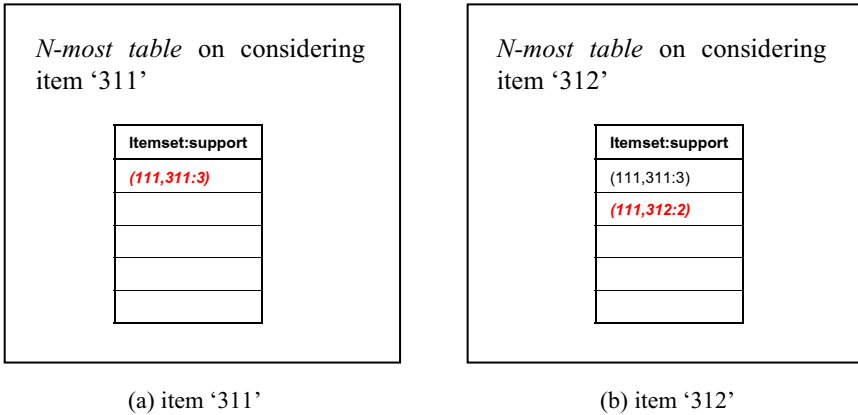 N-most table on considering
item ‘311’
Itemset:support
(111,311:3)
(a) item ‘311’
N-most table on considering
item ‘312’
Itemset:support
(111,311:3)
(111,312:2)
(b) item ‘312’